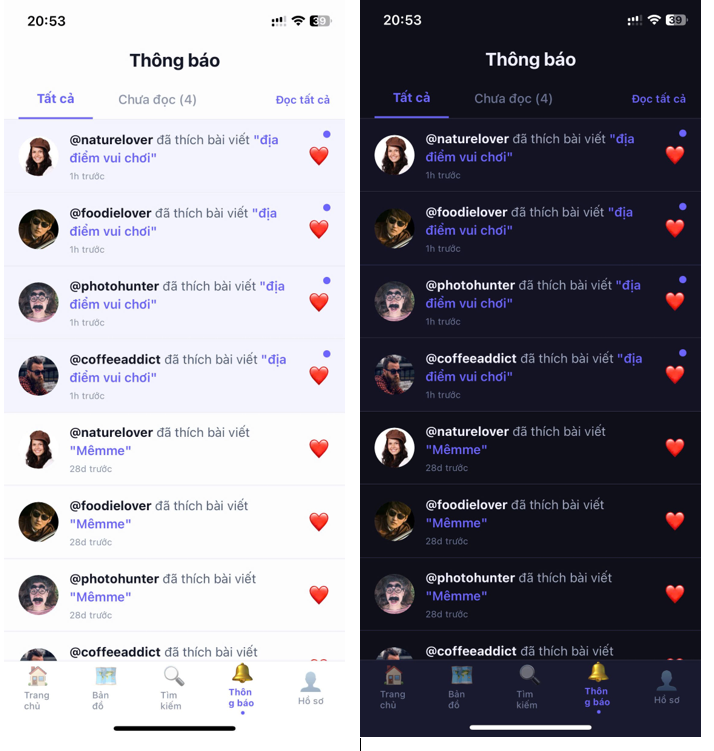 20:53
39
Thông báo
Tất cả
Chưa đọc (4)
Đọc tất cả
@naturelover đã thích bài viết "địa
điểm vui chơi"
1h trước
@foodielover đã thích bài viết "địa
điểm vui chơi"
1h trước
@photohunter đã thích bài viết "địa
điểm vui chơi"
1h trước
@coffeeaddict đã thích bài viết "địa
điểm vui chơi"
1h trước
@naturelover đã thích bài viết
"Mêmme"
28d trước
@foodielover đã thích bài viết
"Mêmme"
28d trước
@photohunter đã thích bài viết
"Mêmme"
28d trước
@coffeeaddict đã thích bài viết
Trang
chủ
Bản
đồ
Tìm
kiếm
Thôn
g báo
Hồ sơ
20:53
39
Thông báo
Tất cả
Chưa đọc (4)
Đọc tất cả
@naturelover đã thích bài viết "địa
điểm vui chơi"
1h trước
@foodielover đã thích bài viết "địa
điểm vui chơi"
1h trước
@photohunter đã thích bài viết "địa
điểm vui chơi"
1h trước
@coffeeaddict đã thích bài viết "địa
điểm vui chơi"
1h trước
@naturelover đã thích bài viết
"Mêmme"
28d trước
@foodielover đã thích bài viết
"Mêmme"
28d trước
@photohunter đã thích bài viết
"Mêmme"
28d trước
@coffeeaddict đã thích bài viết
Trang
chủ
Bản
đồ
Tìm
kiếm
Thôn
g báo
Hồ sơ